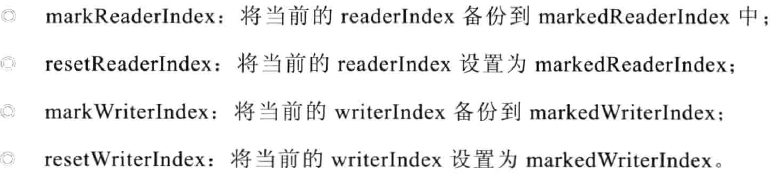 ◎ markReaderIndex：将当前的 readerIndex 备份到 markedReaderIndex 中；
◎ resetReaderIndex：将当前的 readerIndex 设置为 markedReaderIndex；
◎ markWriterIndex：将当前的 writerIndex 备份到 markedWriterIndex；
◎ resetWriterIndex：将当前的 writerIndex 设置为 markedWriterIndex。